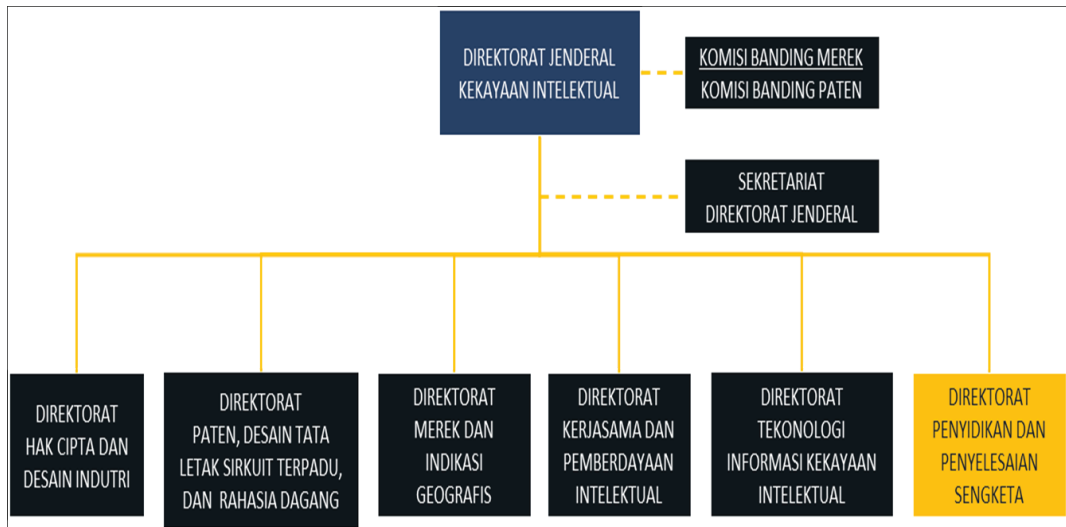 DIREKTORAT JENDERAL
KEKAYAAN INTELEKTUAL
KOMISI BANDING MEREK
KOMISI BANDING PATEN
SEKRETARIAT
DIREKTORAT JENDERAL
DIREKTORAT
HAK CIPTA DAN
DESAIN INDUTRI
DIREKTORAT
PATEN, DESAIN TATA
LETAK SIRKUIT TERPADU,
DAN RAHASIA DAGANG
DIREKTORAT
MEREK DAN
INDIKASI
GEOGRAFIS
DIREKTORAT
KERJASAMA DAN
PEMBERDAYAAN
INTELEKTUAL
DIREKTORAT
TEKONOLOGI
INFORMASI KEKAYAAN
INTELEKTUAL
DIREKTORAT
PENYIDIKAN DAN
PENYELESAIAN
SENGKETA